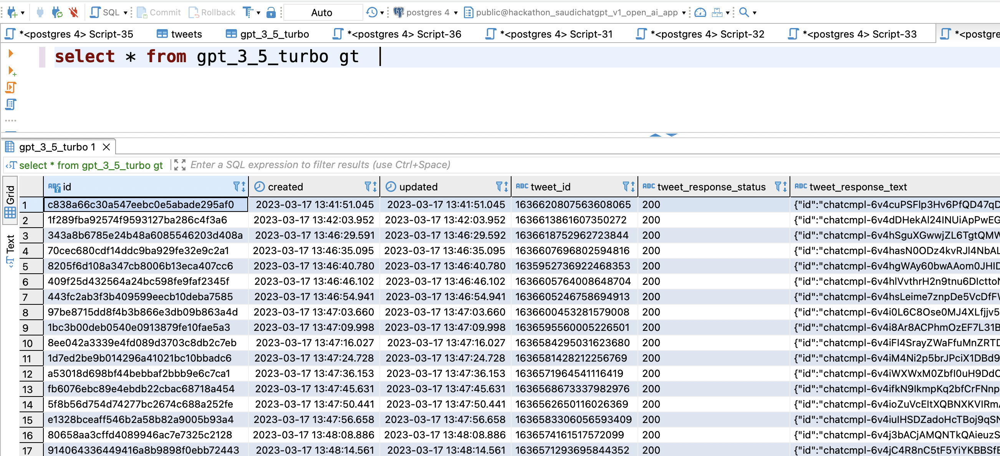 SQL Commit Rollback Auto postgres 4 public@hackathon_saudichatgpt_v1_open_ai_app
*<postgres 4> Script-35 tweets gpt_3_5_turbo *<postgres 4> Script-36 *<postgres 4> Script-31 *<postgres 4> Script-32 *<postgres 4> Script-33 *<postgre
select * from gpt_3_5_turbo gt
gpt_3_5_turbo 1
select * from gpt_3_5_turbo gt Enter a SQL expression to filter results (use Ctrl+Space)
Grid
Text
ABC id created updated ABC tweet_id ABC tweet_response_status ABC tweet_response_text
1 c838a66c30a547eebc0e5abade295af0 2023-03-17 13:41:51.045 2023-03-17 13:41:51.045 1636620807563608065 200 {"id":"chatcmpl-6v4cuPSFlp3Hv6PfQD47qD
2 1f289fba92574f9593127ba286c4f3a6 2023-03-17 13:42:03.952 2023-03-17 13:42:03.952 1636613861607350272 200 {"id":"chatcmpl-6v4dDHekAl24INUiApPwEG
3 343a8b6785e24b48a6085546203d408a 2023-03-17 13:46:29.591 2023-03-17 13:46:29.592 1636618752962723844 200 {"id":"chatcmpl-6v4hSguXGwwjZL6TgtQMW
4 70cec680cdf14ddc9ba929fe32e9c2a1 2023-03-17 13:46:35.095 2023-03-17 13:46:35.095 1636607696802594816 200 {"id":"chatcmpl-6v4hasN0ODz4kvRJl4NbAL
5 8205f6d108a347cb8006b13eca407cc6 2023-03-17 13:46:40.780 2023-03-17 13:46:40.780 1635952736922468353 200 {"id":"chatcmpl-6v4hgWAy60bwAAom0JHID
6 409f25d432564a24bc598fe9faf2345f 2023-03-17 13:46:46.102 2023-03-17 13:46:46.102 1636605764008648704 200 {"id":"chatcmpl-6v4hlVvthrH2n9tnu6DIctto
7 443fc2ab3f3b409599eecb10deba7585 2023-03-17 13:46:54.941 2023-03-17 13:46:54.941 1636605246758694913 200 {"id":"chatcmpl-6v4hsLeime7znpDe5VcDfF
8 97be8715dd8f4b3b866e3db09b863a4d 2023-03-17 13:47:03.660 2023-03-17 13:47:03.660 1636600453281579008 200 {"id":"chatcmpl-6v4i0L6C8Ose0MJ4XLfjjv5
9 1bc3b00deb0540e0913879fe10fae5a3 2023-03-17 13:47:09.998 2023-03-17 13:47:09.998 1636595560005226501 200 {"id":"chatcmpl-6v4i8Ar8ACPhmOzEF7L31B
10 8ee042a3339e4fd089d3703c8db2c7eb 2023-03-17 13:47:16.027 2023-03-17 13:47:16.027 1636584295031623680 200 {"id":"chatcmpl-6v4iFI4SrayZWaFfuMnZRTD
11 1d7ed2be9b014296a41021bc10bbadc6 2023-03-17 13:47:24.728 2023-03-17 13:47:24.728 1636581428212256769 200 {"id":"chatcmpl-6v4iM4Ni2p5brJPciX1DBd9
12 a53018d698bf44bebbaf2bbb9e6c7ca1 2023-03-17 13:47:36.153 2023-03-17 13:47:36.153 1636571964541116419 200 {"id":"chatcmpl-6v4iWXWxM0ZbfI0uH9DdC
13 fb6076ebc89e4ebdb22cbac68718a454 2023-03-17 13:47:45.631 2023-03-17 13:47:45.631 1636568673337982976 200 {"id":"chatcmpl-6v4ifkN9IkmpKq2bfCrFNnp
14 5f8b56d754d74277bc2674c688a252fe 2023-03-17 13:47:50.441 2023-03-17 13:47:50.441 1636562650116026369 200 {"id":"chatcmpl-6v4ioZuVcEItXQBNXKVIRm
15 e1328bceaff546b2a58b82a9005b93a4 2023-03-17 13:47:56.658 2023-03-17 13:47:56.658 1636583306056593409 200 {"id":"chatcmpl-6v4iuIHSDZadoHcTBoj9qSN
16 80658aa3cffd4089946ac7e7325c2128 2023-03-17 13:48:08.886 2023-03-17 13:48:08.886 1636574161517572099 200 {"id":"chatcmpl-6v4j3bACjAMQNTkQAieuzS
17 914064336449416a8b9898f0ebb72443 2023-03-17 13:48:14.561 2023-03-17 13:48:14.561 1636571293695844352 200 {"id":"chatcmpl-6v4jC4R8nC5tF5YiYKBBSf